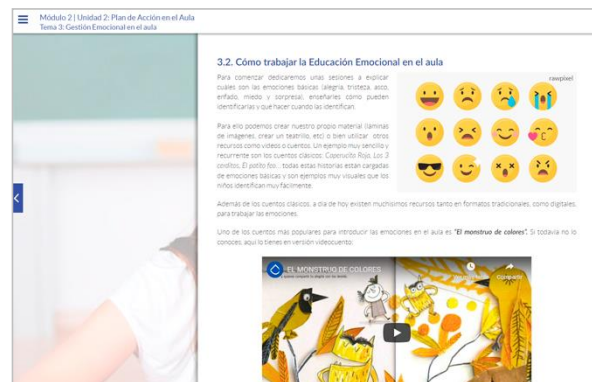 Módulo 2 | Unidad 2: Plan de Acción en el Aula
Tema 3: Gestión Emocional en el aula
3.2. Cómo trabajar la Educación Emocional en el aula
Para comenzar dedicaremos unas sesiones a explicar
cuáles son las emociones básicas (alegría, tristeza, asco,
enfado, miedo y sorpresa), enseñarles cómo pueden
identificarlas y qué hacer cuando las identifican.
rawpixel
Para ello podemos crear nuestro propio material (láminas
de imágenes, crear un teatrillo, etc) o bien utilizar otros
recursos como vídeos o cuentos. Un ejemplo muy sencillo y
recurrente son los cuentos clásicos: Caperucita Roja, Los 3
cerditos, El patito feo... todas estas historias están cargadas
de emociones básicas y son ejemplos muy visuales que los
niños identifican muy fácilmente.
Además de los cuentos clásicos, a día de hoy existen muchísimos recursos tanto en formatos tradicionales, como digitales,
para trabajar las emociones.
Uno de los cuentos más populares para introducir las emociones en el aula es "El monstruo de colores". Si todavía no lo
conoces, aquí lo tienes en versión videocuento:
EL MONSTRUO DE COLORES
Compartir